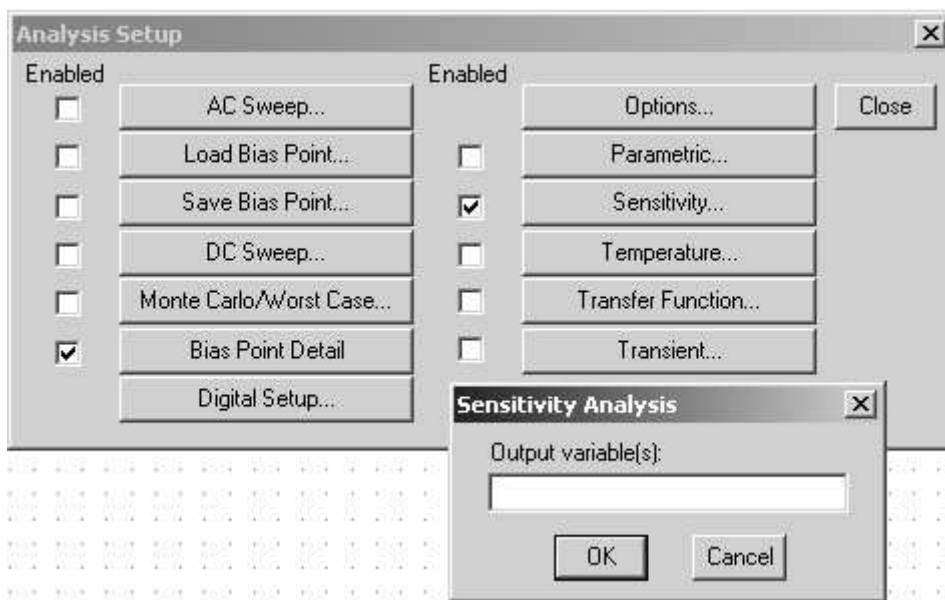 Analysis Setup
Enabled
Enabled
AC Sweep...
Options...
Close
Load Bias Point...
Parametric...
Save Bias Point...
Sensitivity...
DC Sweep...
Temperature...
Monte Carlo/Worst Case...
Transfer Function...
Bias Point Detail
Transient...
Digital Setup...
Sensitivity Analysis
Output variable(s):
OK
Cancel